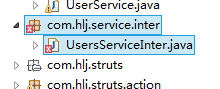 UserService.java
com.hlj.service.inter
UsersServiceInter.java
com.hlj.struts
com.hlj.struts.action